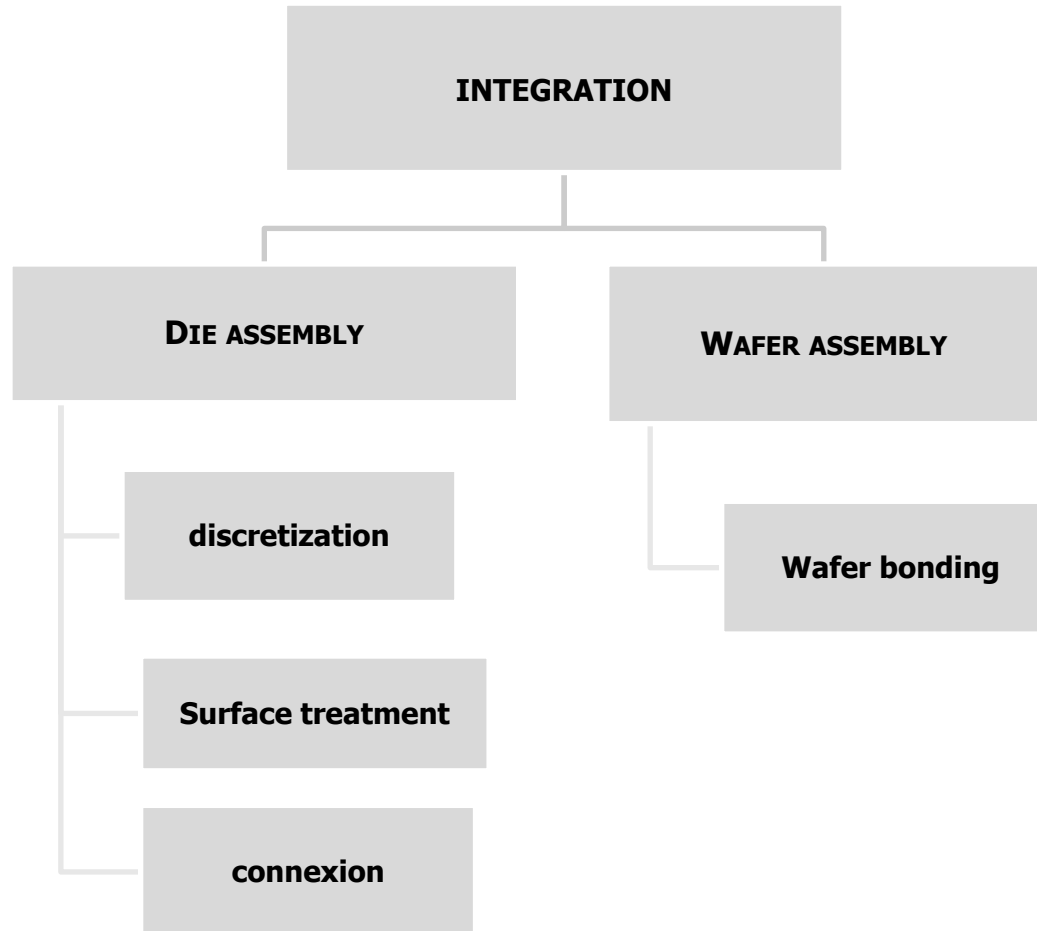 INTEGRATION
DIE ASSEMBLY
WAFER ASSEMBLY
discretization
Wafer bonding
Surface treatment
connexion